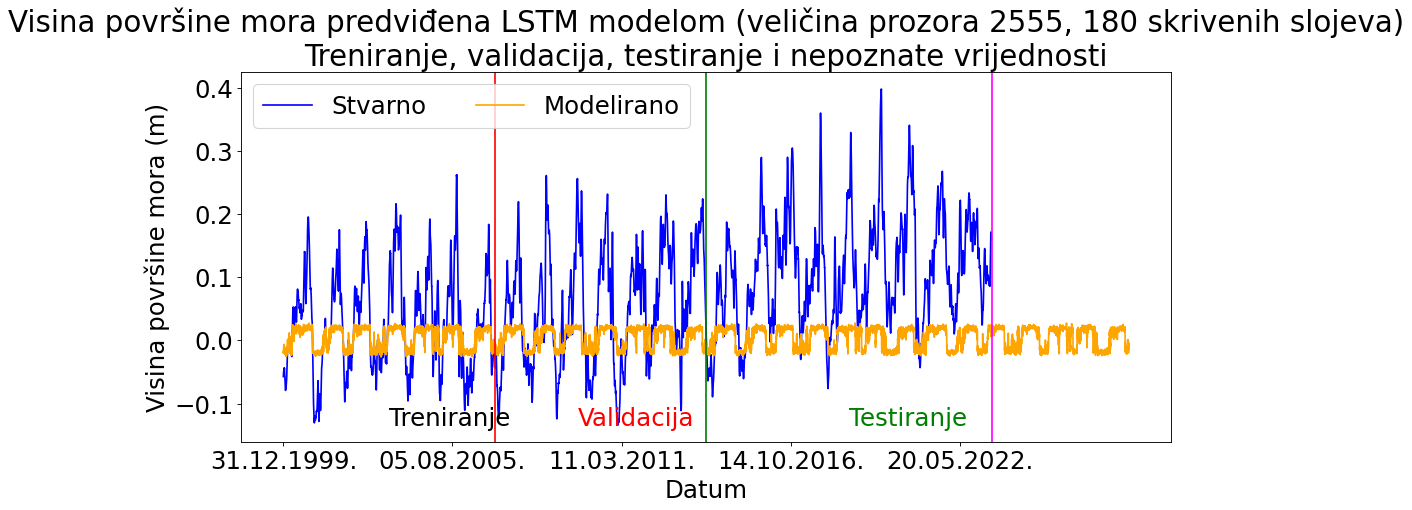 Visina površine mora predviđena LSTM modelom (veličina prozora 2555, 180 skrivenih slojeva)
Treniranje, validacija, testiranje i nepoznate vrijednosti
Stvarno Modelirano
Visina površine mora (m)
0.4
0.3
0.2
0.1
0.0
−0.1
Treniranje Validacija Testiranje
31.12.1999. 05.08.2005. 11.03.2011. 14.10.2016. 20.05.2022.
Datum